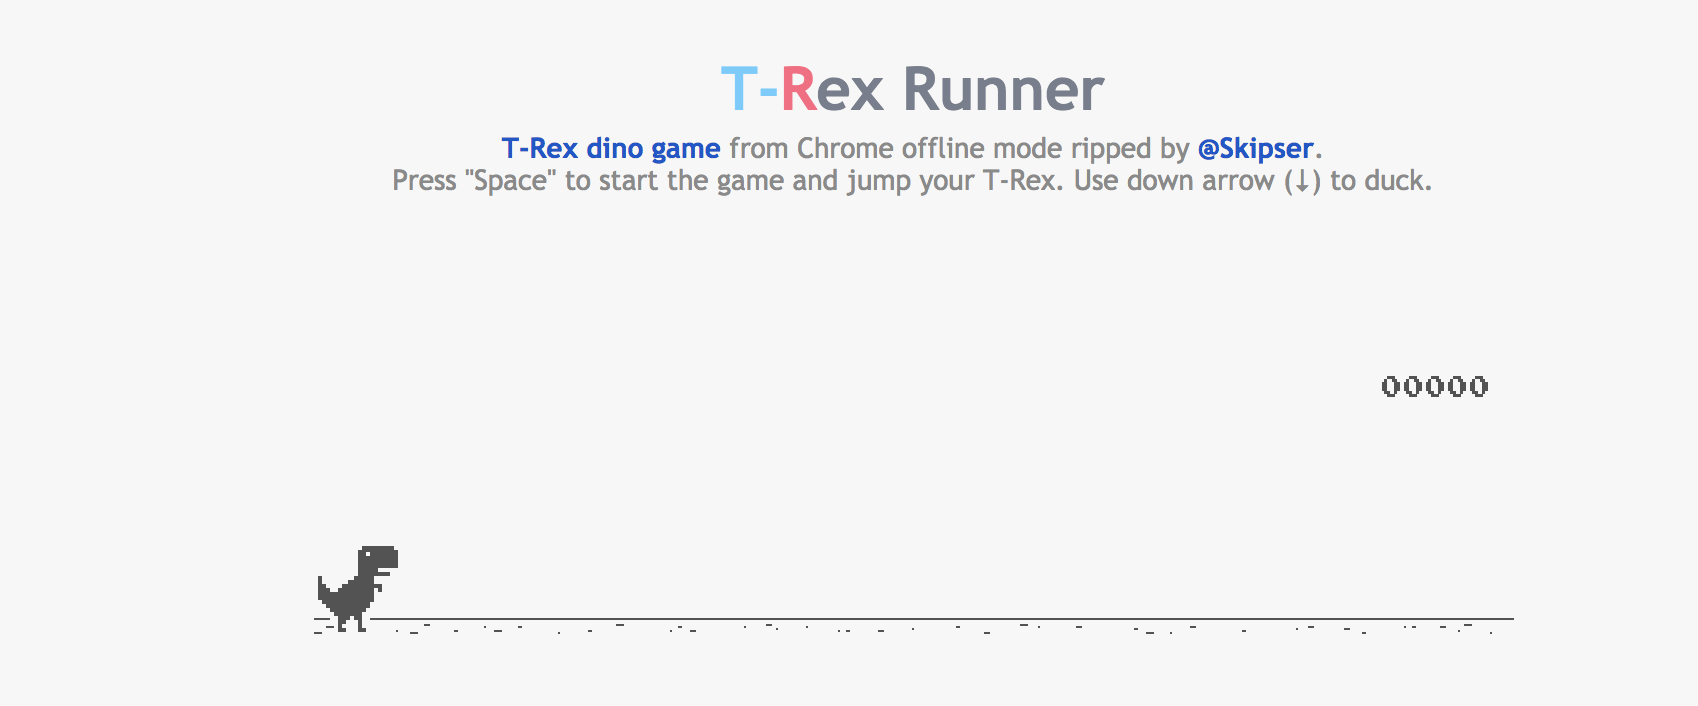 T-Rex Runner
T-Rex dino game from Chrome offline mode ripped by @Skipser.
Press "Space" to start the game and jump your T-Rex. Use down arrow (↓) to duck.
00000